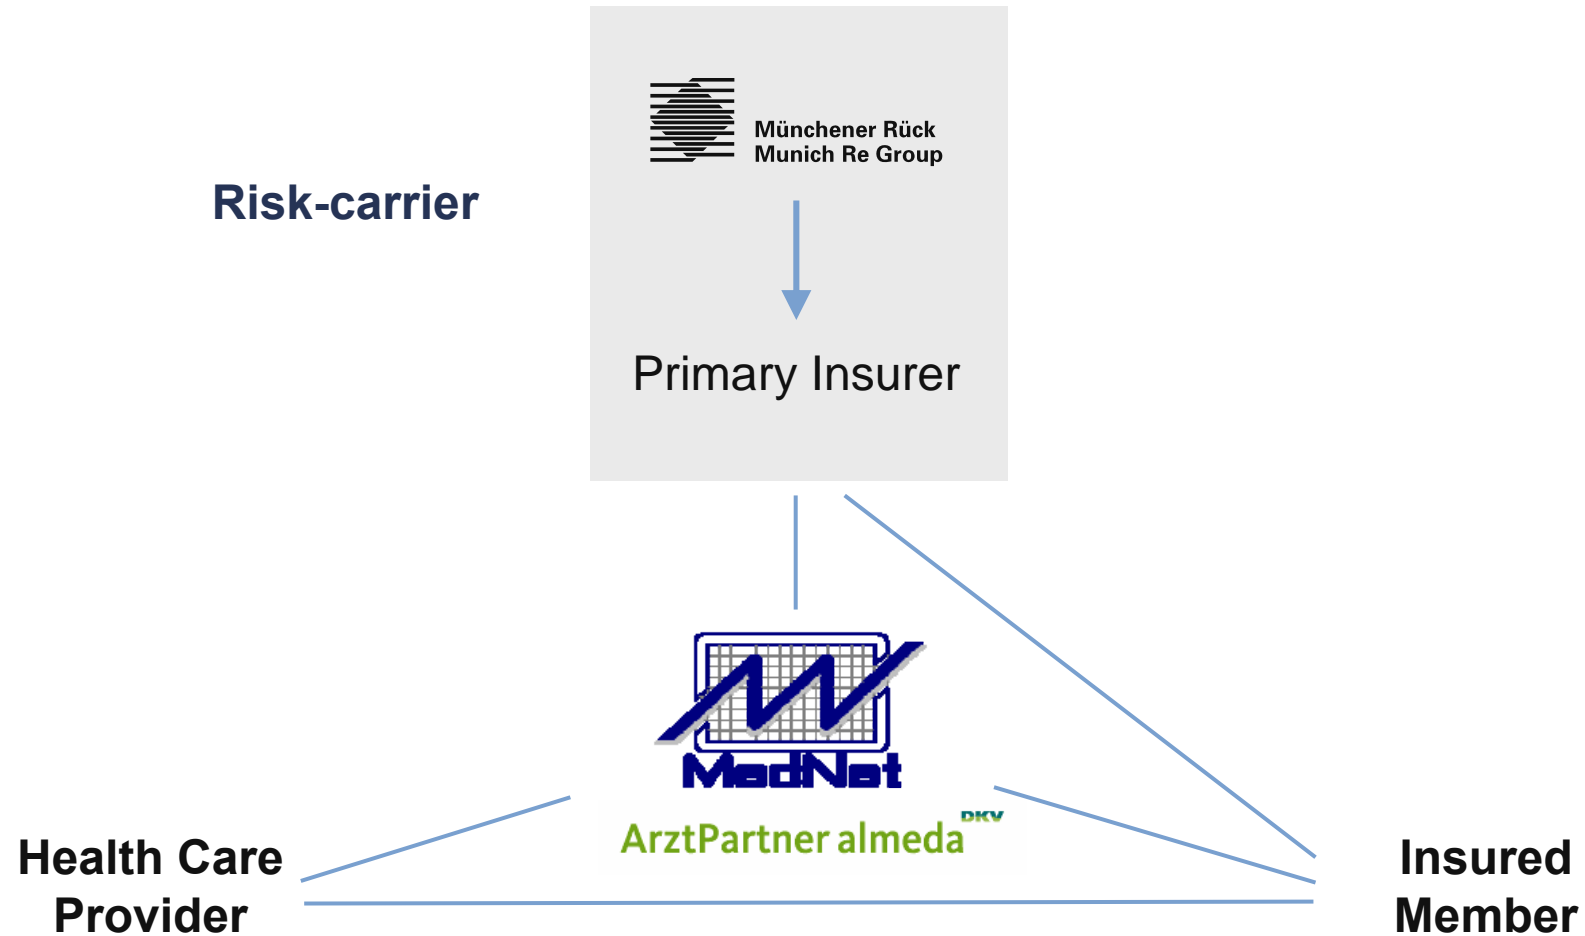 Münchener Rück
Munich Re Group
Risk-carrier
Primary Insurer
MedNet
DKV
ArztPartner almeda
Health Care
Provider
Insured
Member